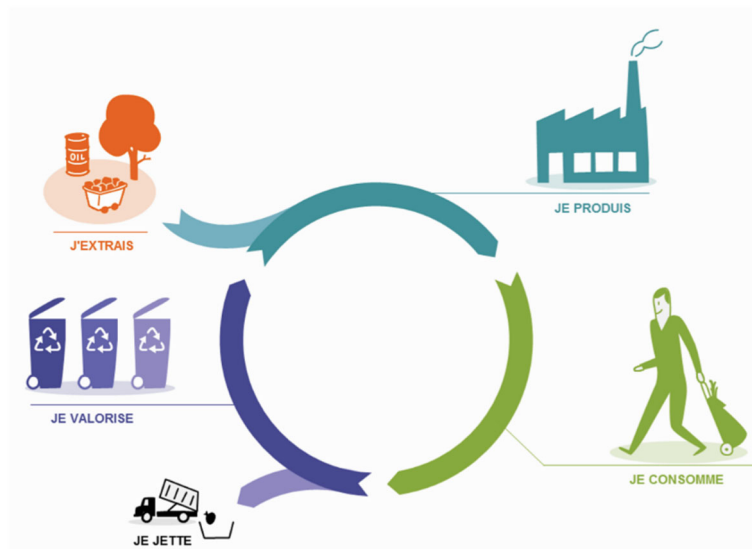 JE PRODUIS
OIL
J'EXTRAIS
JE VALORISE
JE CONSOMME
JE JETTE